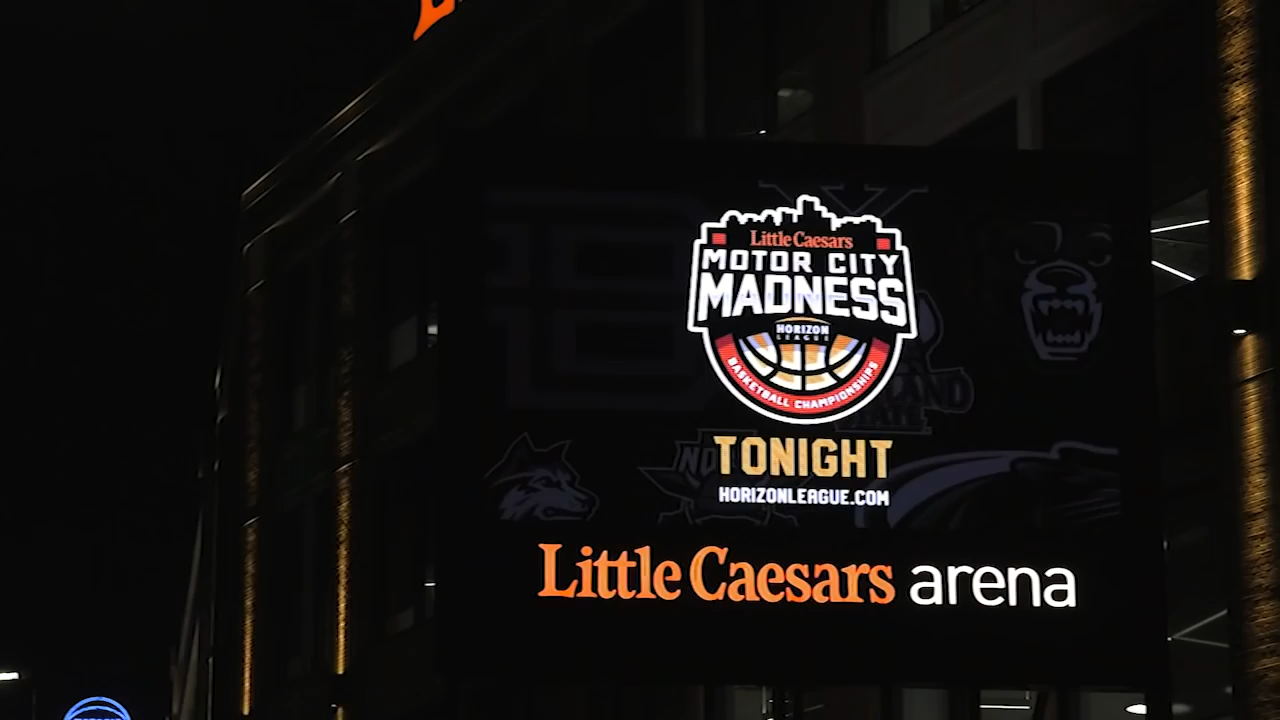 Little Caesars
MOTOR CITY
MADNESS
HORIZON
LEAGUE
BASKETBALL CHAMPIONSHIPS
TONIGHT
HORIZONLEAGUE.COM
Little Caesars arena